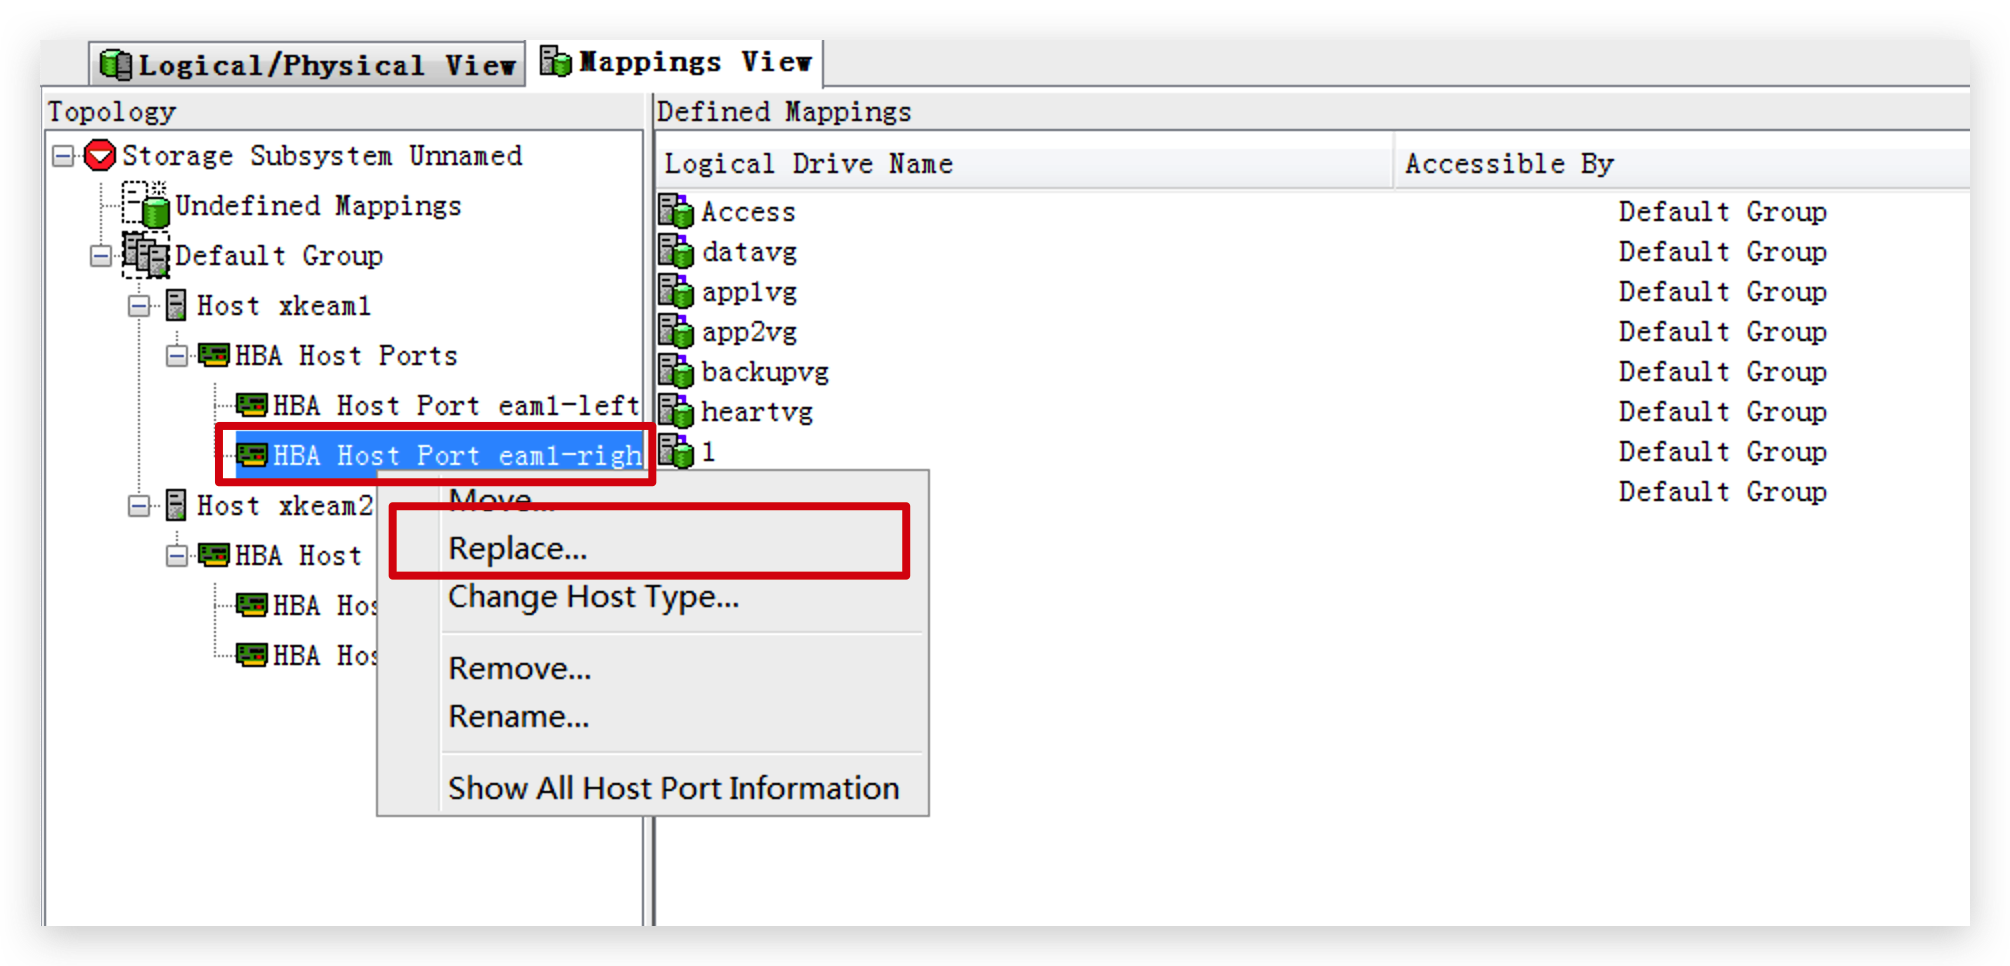 Logical/Physical View
Mappings View
Topology
Storage Subsystem Unnamed
Undefined Mappings
Default Group
Host xkeam1
HBA Host Ports
HBA Host Port eam1-left
HBA Host Port eam1-righ
Host xkeam2
HBA Host
HBA Hos
HBA Hos
Move...
Replace...
Change Host Type...
Remove...
Rename...
Show All Host Port Information
Defined Mappings
Logical Drive Name Accessible By
Access Default Group
datavg Default Group
app1vg Default Group
app2vg Default Group
backupvg Default Group
heartvg Default Group
1 Default Group
Default Group